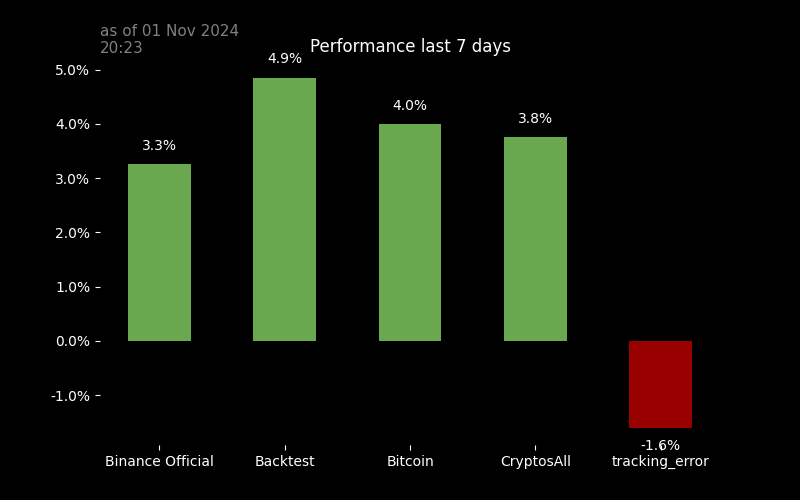 as of 01 Nov 2024
20:23
Performance last 7 days
5.0%
4.0%
3.0%
2.0%
1.0%
0.0%
-1.0%
3.3%
4.9%
4.0%
3.8%
-1.6%
Binance Official
Backtest
Bitcoin
CryptosAll
tracking_error